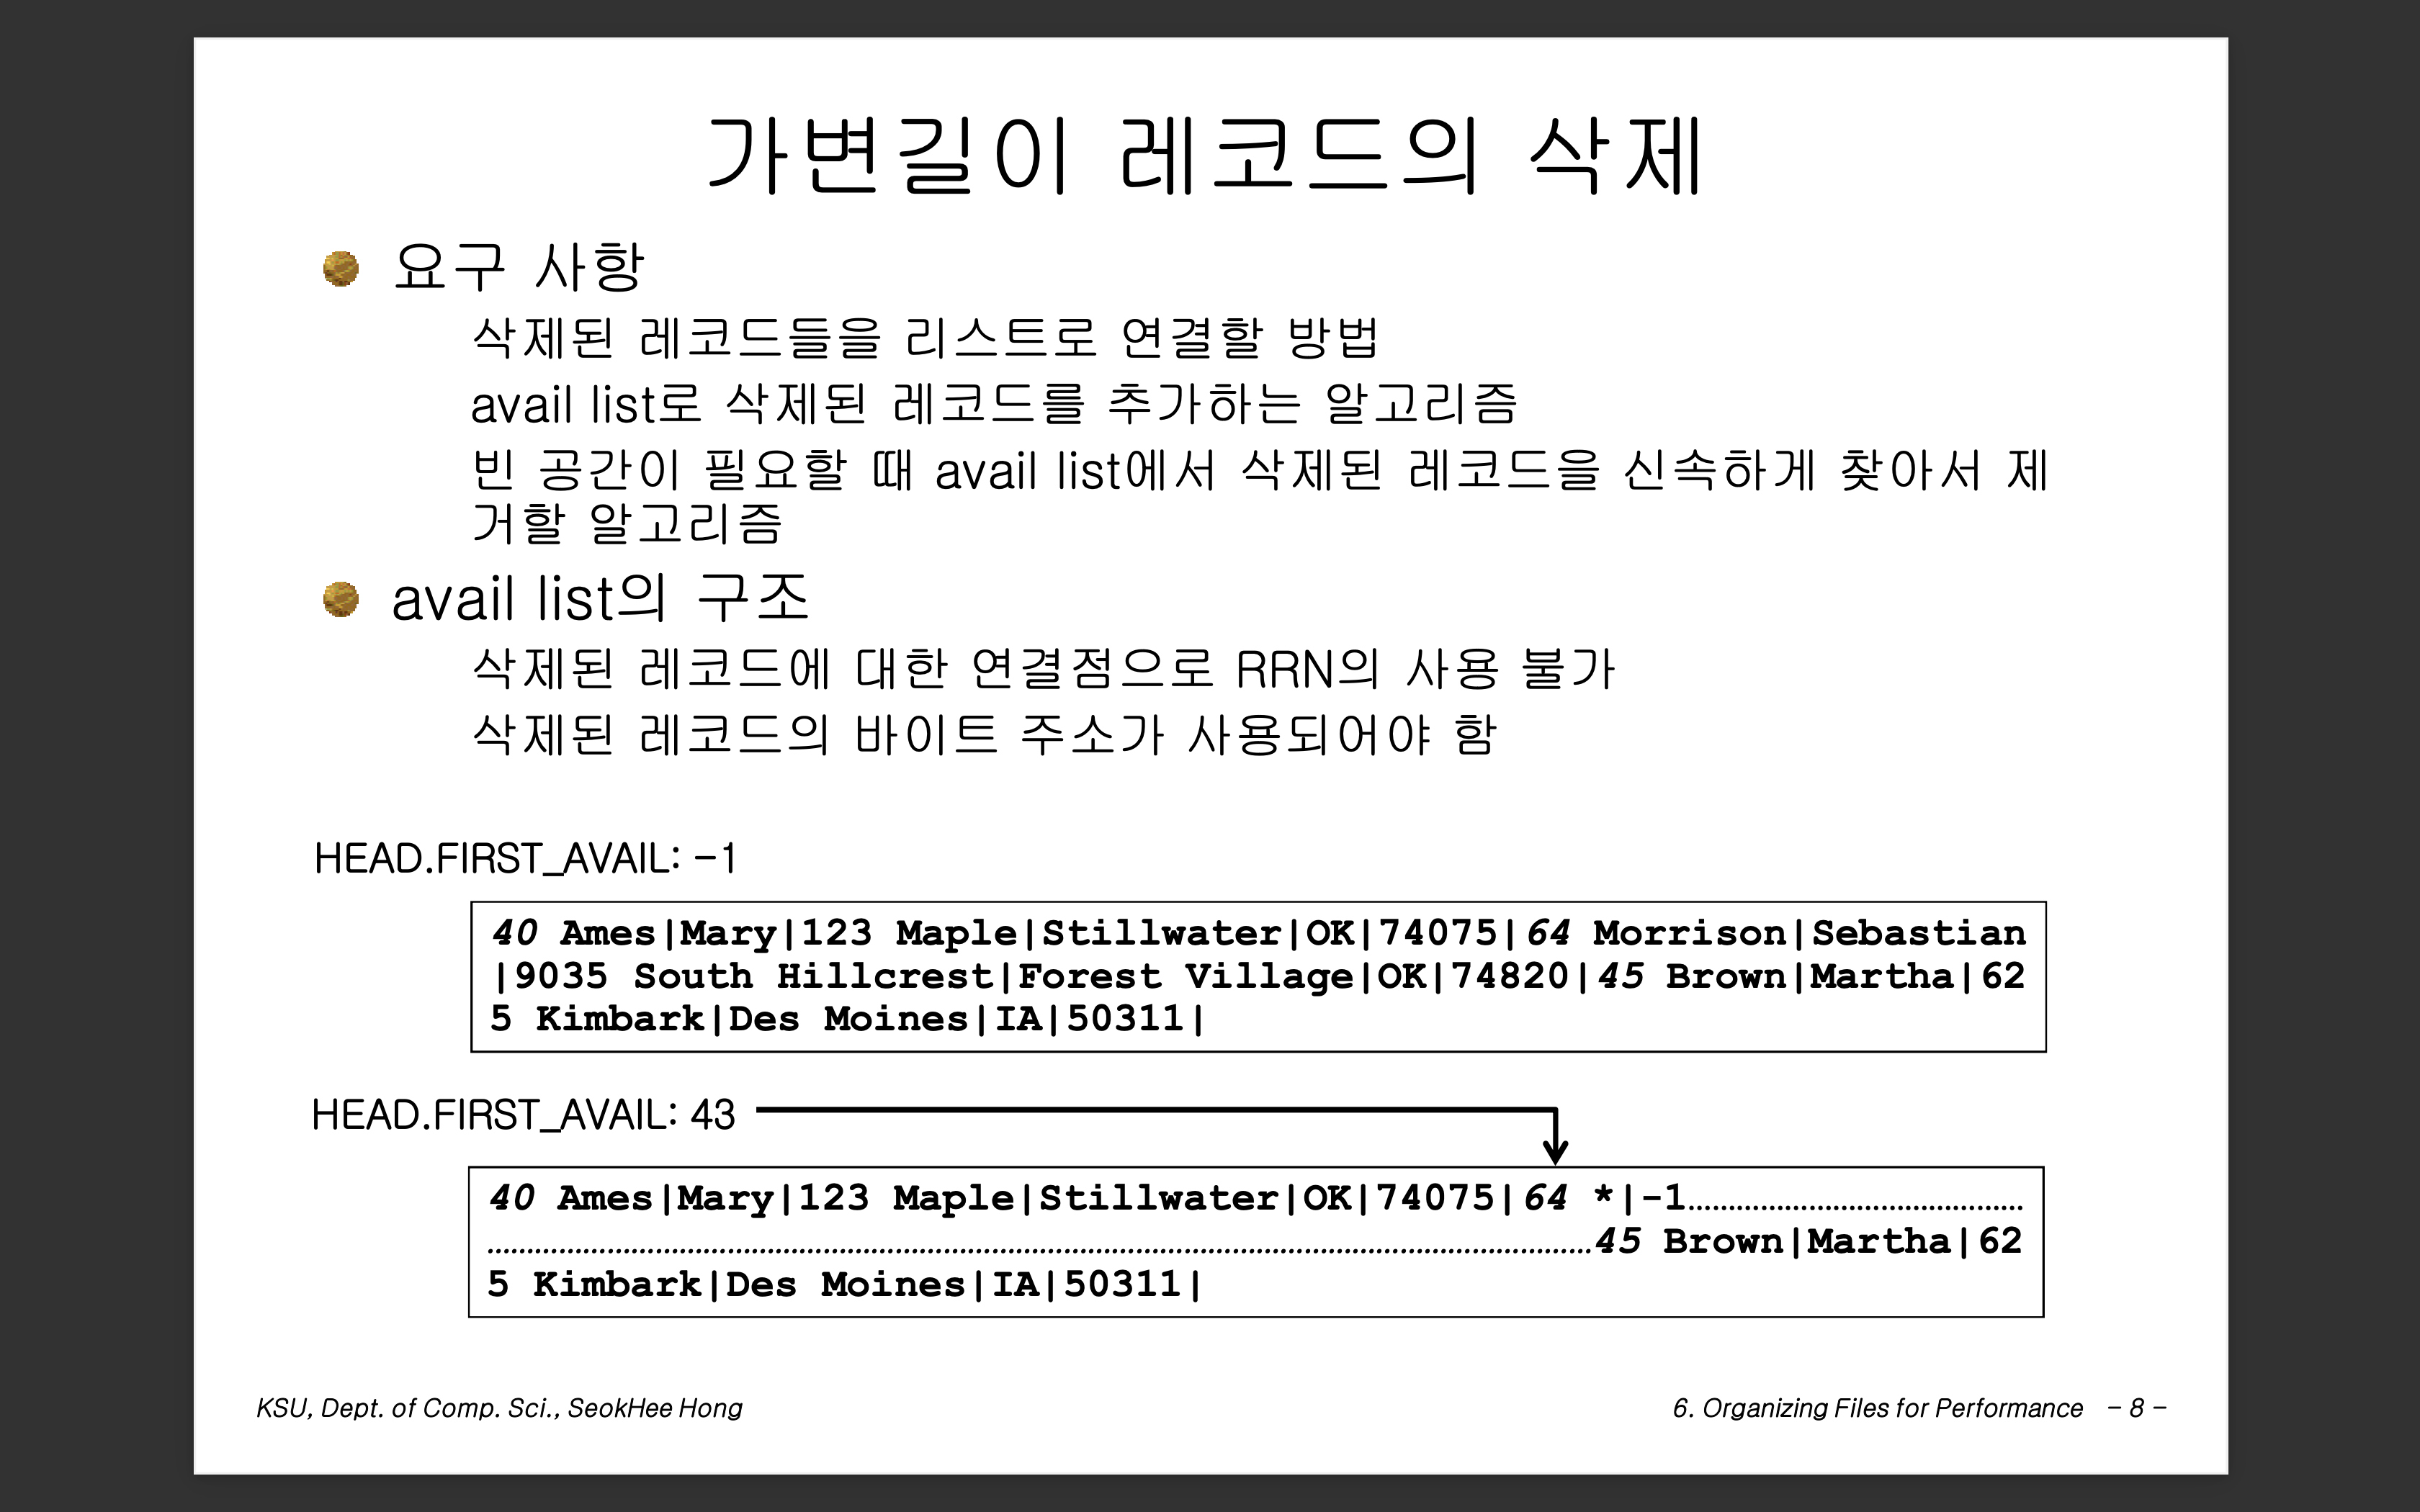 가변길이 레코드의 삭제
요구 사항
삭제된 레코드들을 리스트로 연결할 방법
avail list로 삭제된 레코드를 추가하는 알고리즘
빈 공간이 필요할 때 avail list에서 삭제된 레코드을 신속하게 찾아서 제
거할 알고리즘
avail list의 구조
삭제된 레코드에 대한 연결점으로 RRN의 사용 불가
삭제된 레코드의 바이트 주소가 사용되어야 함
HEAD.FIRST_AVAIL: -1
40 Ames|Mary|123 Maple|Stillwater|OK|74075|64 Morrison|Sebastian
|9035 South Hillcrest|Forest Village|OK|74820|45 Brown|Martha|62
5 Kimbark|Des Moines|IA|50311|
HEAD.FIRST_AVAIL: 43
40 Ames|Mary|123 Maple|Stillwater|OK|74075|64 *|-1..........................................
..........................................................................................................................................45 Brown|Martha|62
5 Kimbark|Des Moines|IA|50311|
KSU, Dept. of Comp. Sci., SeokHee Hong
6. Organizing Files for Performance - 8 -